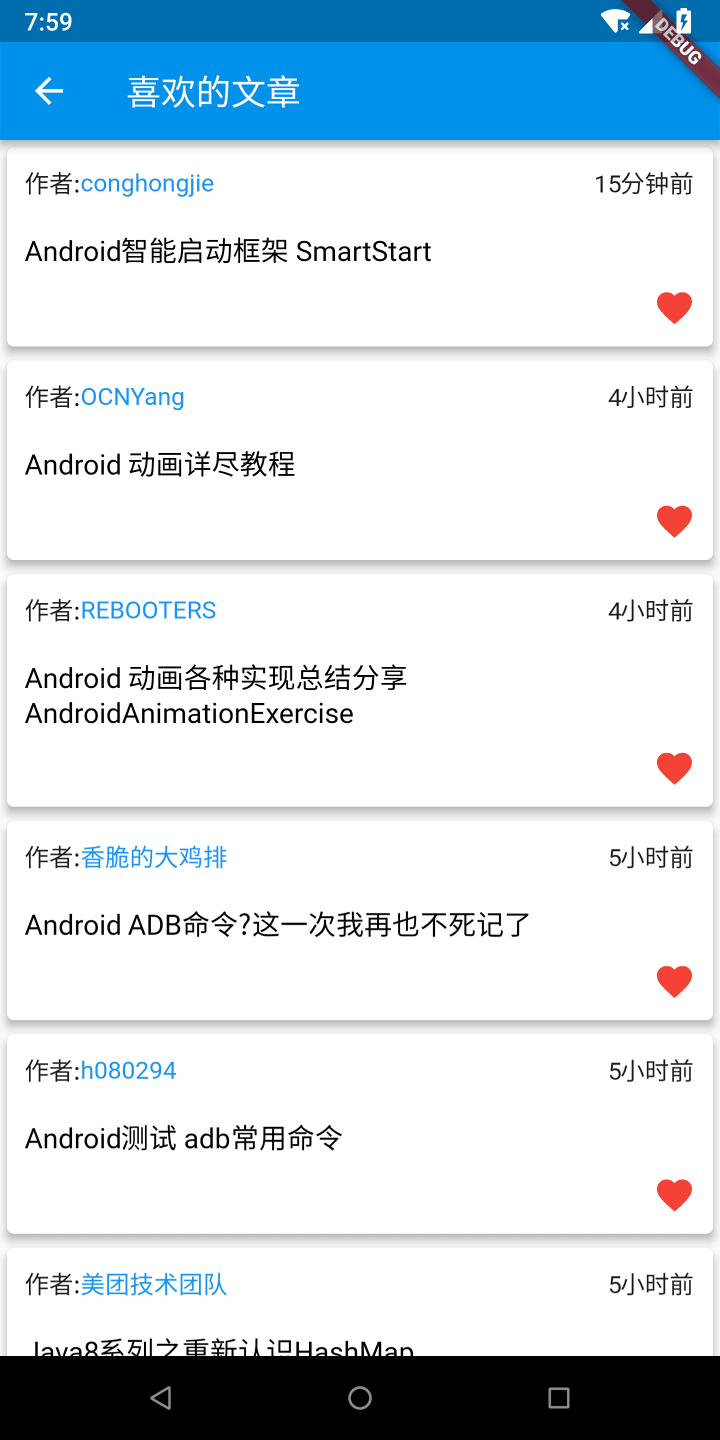 7:59
DEBUG
喜欢的文章
作者:conghongjie 15分钟前
Android智能启动框架 SmartStart
作者:OCNYang 4小时前
Android 动画详尽教程
作者:REBOOTERS 4小时前
Android 动画各种实现总结分享
AndroidAnimationExercise
作者:香脆的大鸡排 5小时前
Android ADB命令?这一次我再也不死记了
作者:h080294 5小时前
Android测试 adb常用命令
作者:美团技术团队 5小时前
Java8系列之重新认识HashMap